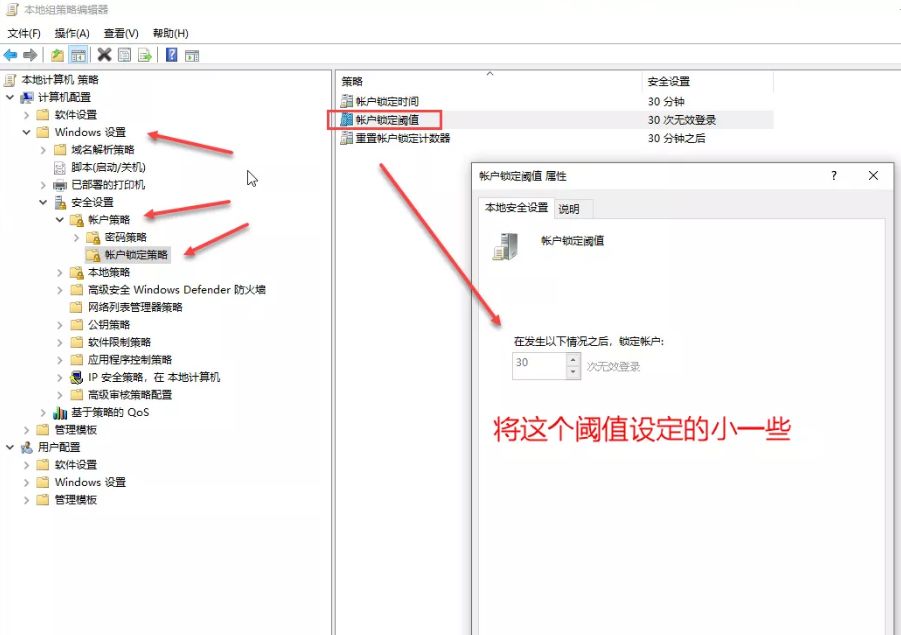 本地组策略编辑器
文件(F) 操作(A) 查看(V) 帮助(H)
本地计算机 策略
计算机配置
软件设置
Windows 设置
域名解析策略
脚本(启动/关机)
已部署的打印机
安全设置
帐户策略
密码策略
帐户锁定策略
本地策略
高级安全 Windows Defender 防火墙
网络列表管理器策略
公钥策略
软件限制策略
应用程序控制策略
IP 安全策略，在 本地计算机
高级审核策略配置
基于策略的 QoS
管理模板
用户配置
软件设置
Windows 设置
管理模板
策略 安全设置
帐户锁定时间 30 分钟
帐户锁定阈值 30 次无效登录
重置帐户锁定计数器 30 分钟之后
帐户锁定阈值 属性
本地安全设置 说明
帐户锁定阈值
在发生以下情况之后，锁定帐户:
30 次无效登录
将这个阈值设定的小一些